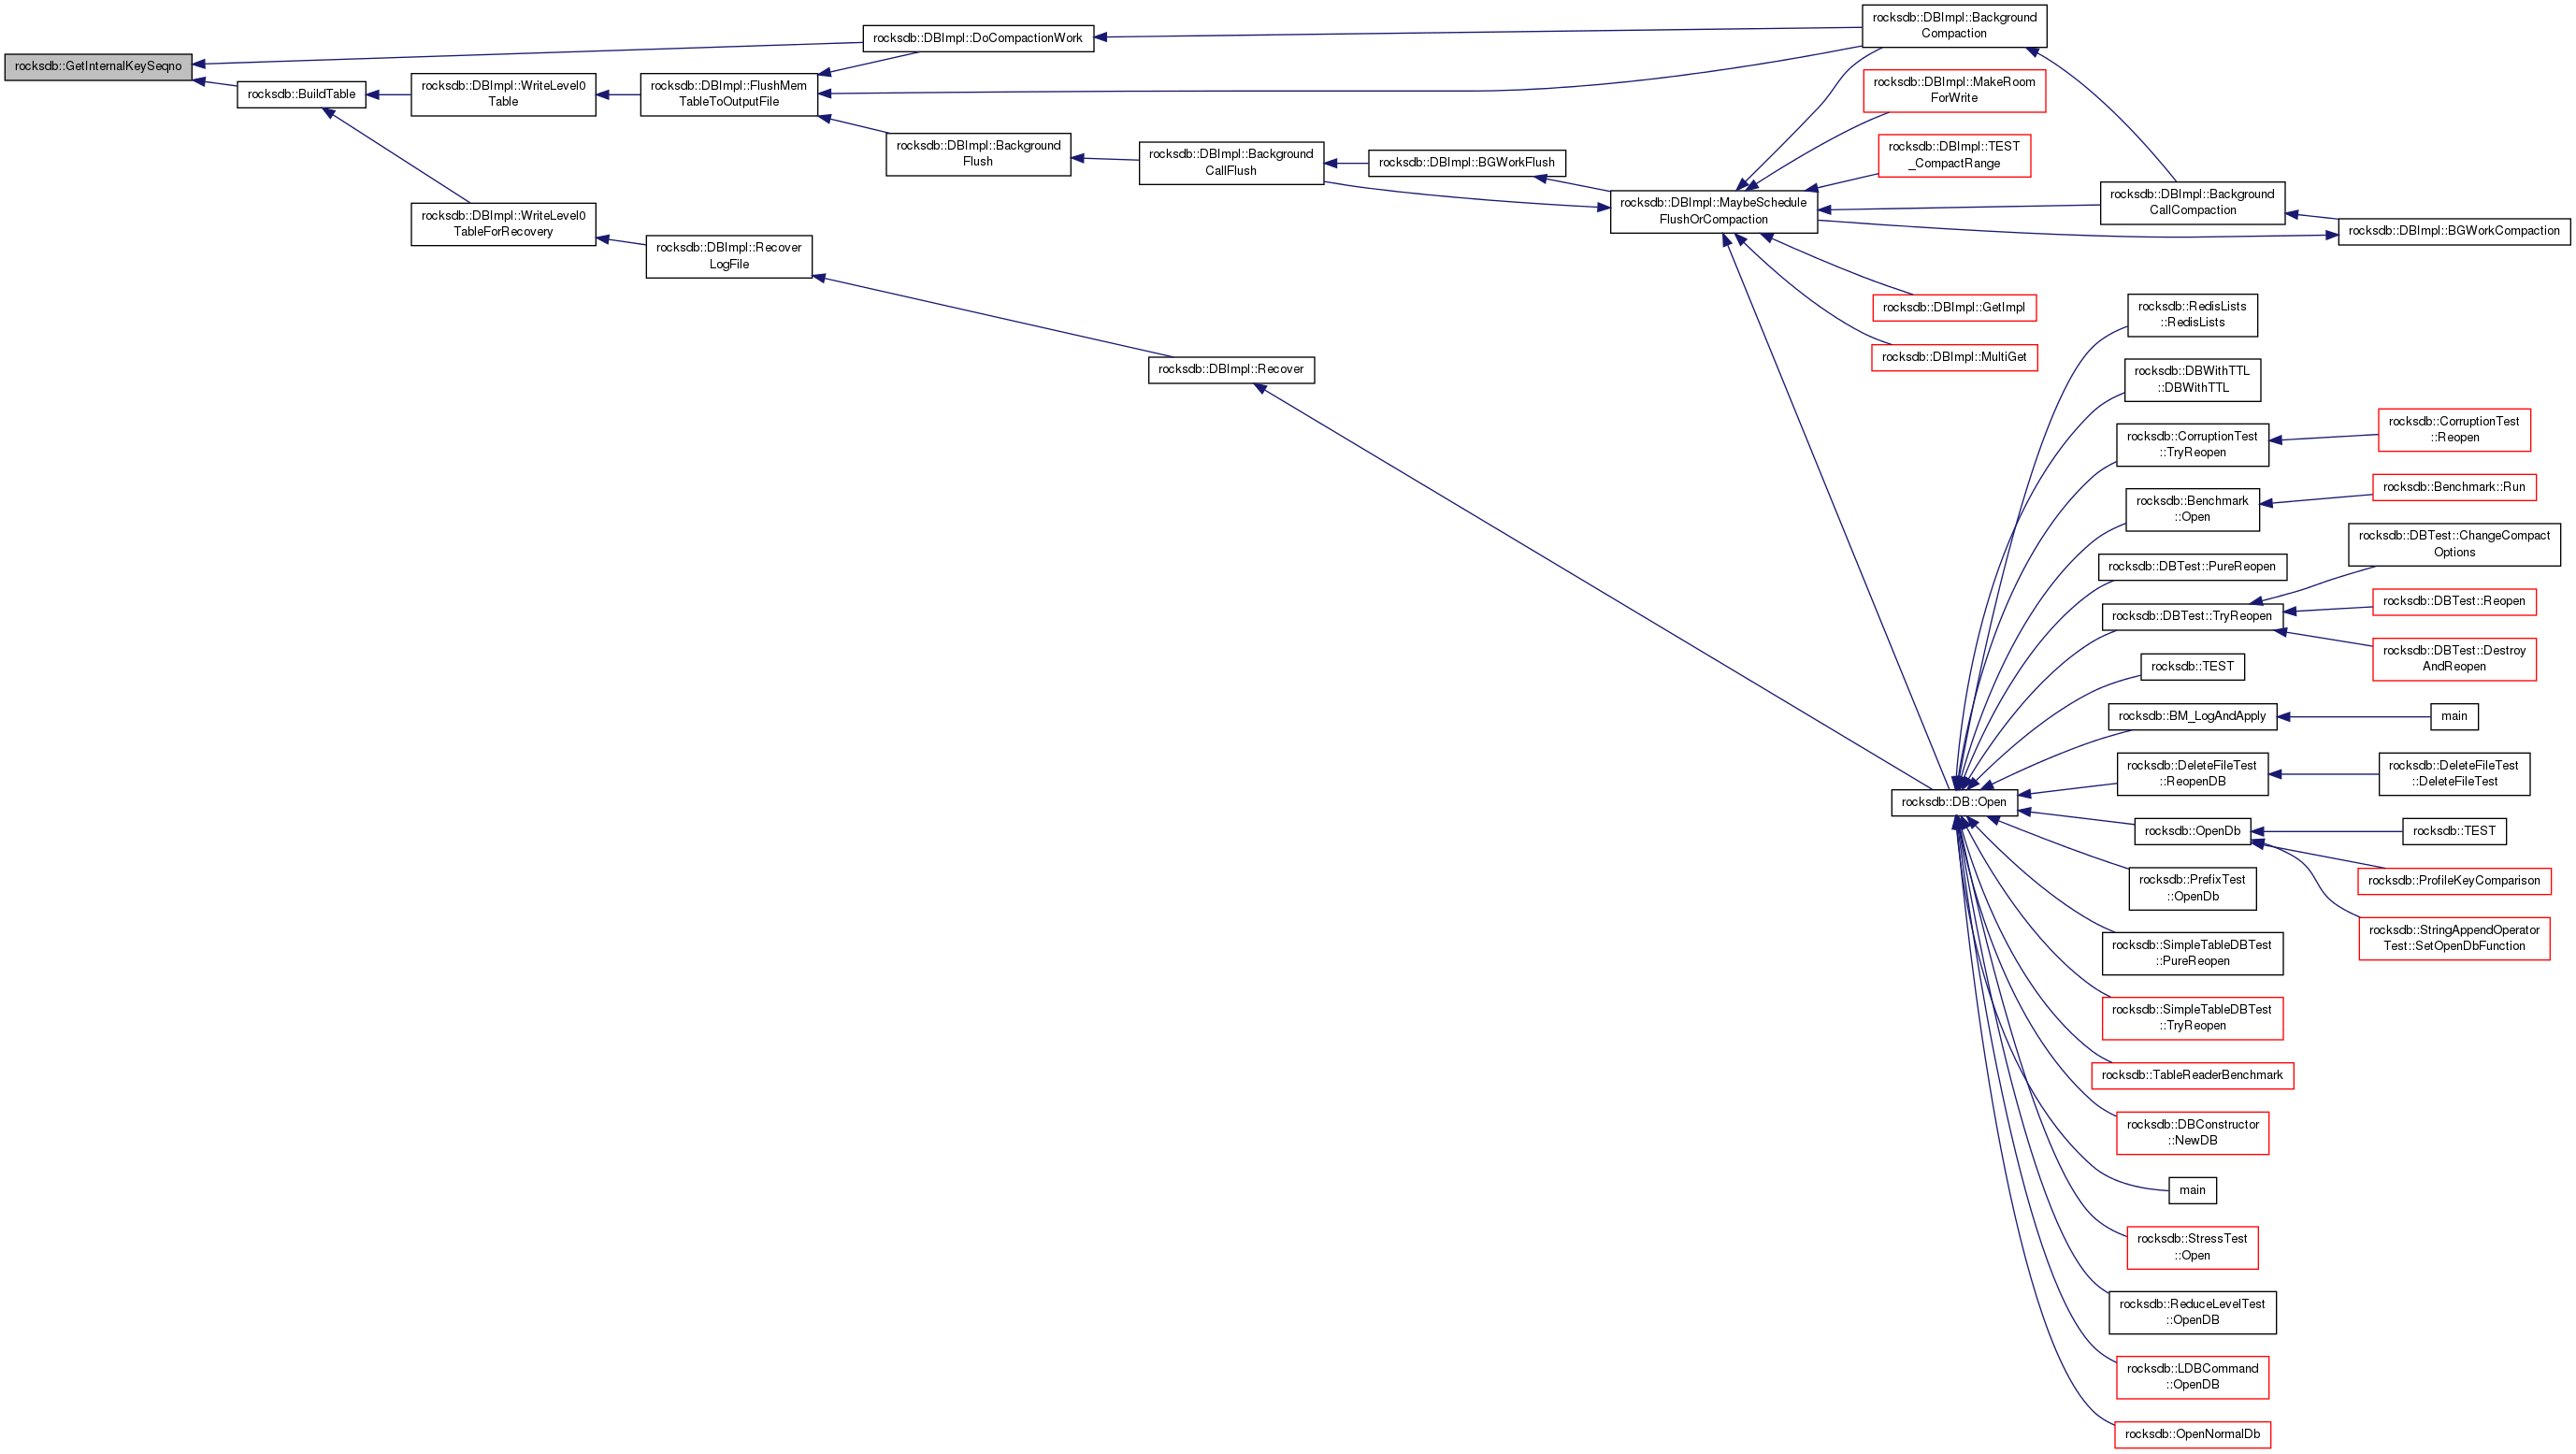 rocksdb::GetInternalKeySeqno
rocksdb::BuildTable
rocksdb::DBImpl::WriteLevel0
Table
rocksdb::DBImpl::WriteLevel0
TableForRecovery
rocksdb::DBImpl::FlushMem
TableToOutputFile
rocksdb::DBImpl::Recover
LogFile
rocksdb::DBImpl::DoCompactionWork
rocksdb::DBImpl::Background
Flush
rocksdb::DBImpl::Background
CallFlush
rocksdb::DBImpl::Recover
rocksdb::DBImpl::BGWorkFlush
rocksdb::DBImpl::MaybeSchedule
FlushOrCompaction
rocksdb::DBImpl::Background
Compaction
rocksdb::DBImpl::MakeRoom
ForWrite
rocksdb::DBImpl::TEST
_CompactRange
rocksdb::DBImpl::Background
CallCompaction
rocksdb::DBImpl::BGWorkCompaction
rocksdb::DBImpl::GetImpl
rocksdb::DBImpl::MultiGet
rocksdb::DB::Open
rocksdb::RedisLists
::RedisLists
rocksdb::DBWithTTL
::DBWithTTL
rocksdb::CorruptionTest
::TryReopen
rocksdb::CorruptionTest
::Reopen
rocksdb::Benchmark
::Open
rocksdb::Benchmark::Run
rocksdb::DBTest::PureReopen
rocksdb::DBTest::TryReopen
rocksdb::DBTest::ChangeCompact
Options
rocksdb::DBTest::Reopen
rocksdb::DBTest::Destroy
AndReopen
rocksdb::TEST
rocksdb::BM_LogAndApply
main
rocksdb::DeleteFileTest
::ReopenDB
rocksdb::DeleteFileTest
::DeleteFileTest
rocksdb::OpenDb
rocksdb::TEST
rocksdb::ProfileKeyComparison
rocksdb::StringAppendOperator
Test::SetOpenDbFunction
rocksdb::PrefixTest
::OpenDb
rocksdb::SimpleTableDBTest
::PureReopen
rocksdb::SimpleTableDBTest
::TryReopen
rocksdb::TableReaderBenchmark
rocksdb::DBConstructor
::NewDB
main
rocksdb::StressTest
::Open
rocksdb::ReduceLevelTest
::OpenDB
rocksdb::LDBCommand
::OpenDB
rocksdb::OpenNormalDb